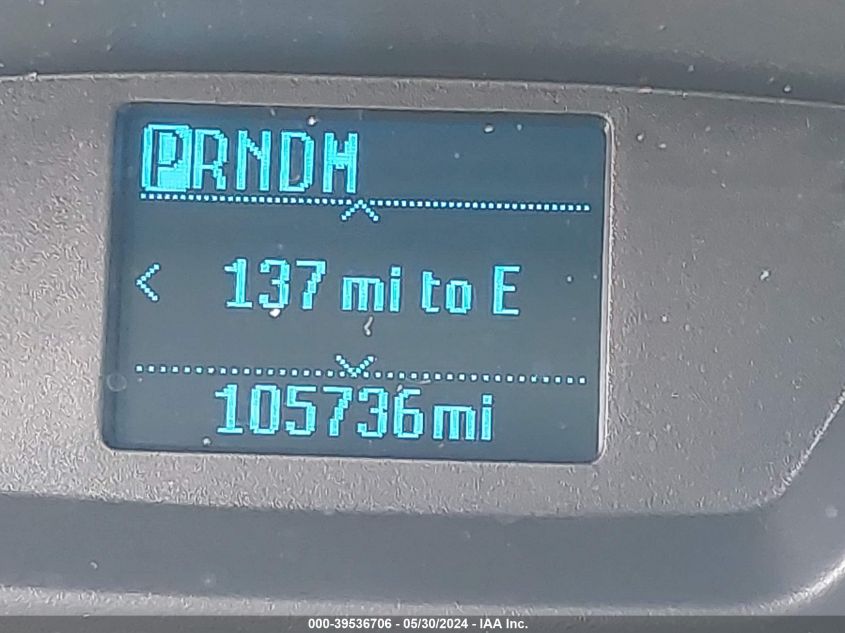 PRNDM
137 mi to E
105736mi
000-39536706 - 05/30/2024 - IAA Inc.